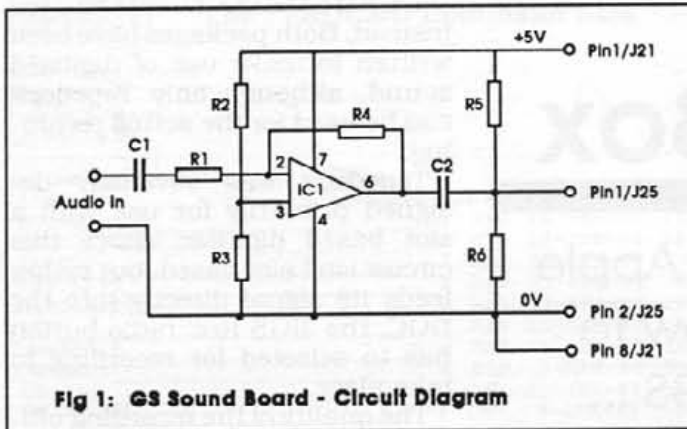 +5V
Pin1/J21
R2
R5
R4
C1
R1
2
7
6
C2
IC1
3
4
Pin1/J25
Audio In
R3
R6
0V
Pin 2/J25
Pin 8/J21
Fig 1: GS Sound Board - Circuit Diagram